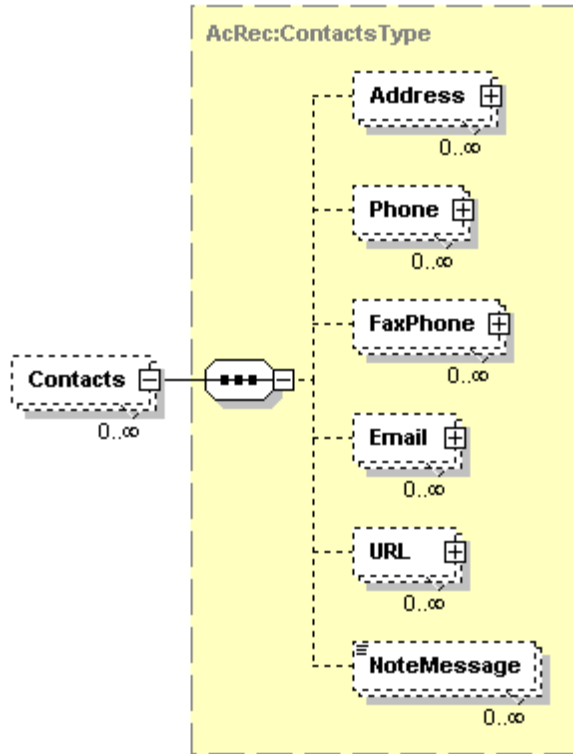 AcRec:ContactsType
Address
0..∞
Phone
0..∞
FaxPhone
0..∞
Contacts
0..∞
Email
0..∞
URL
0..∞
NoteMessage
0..∞